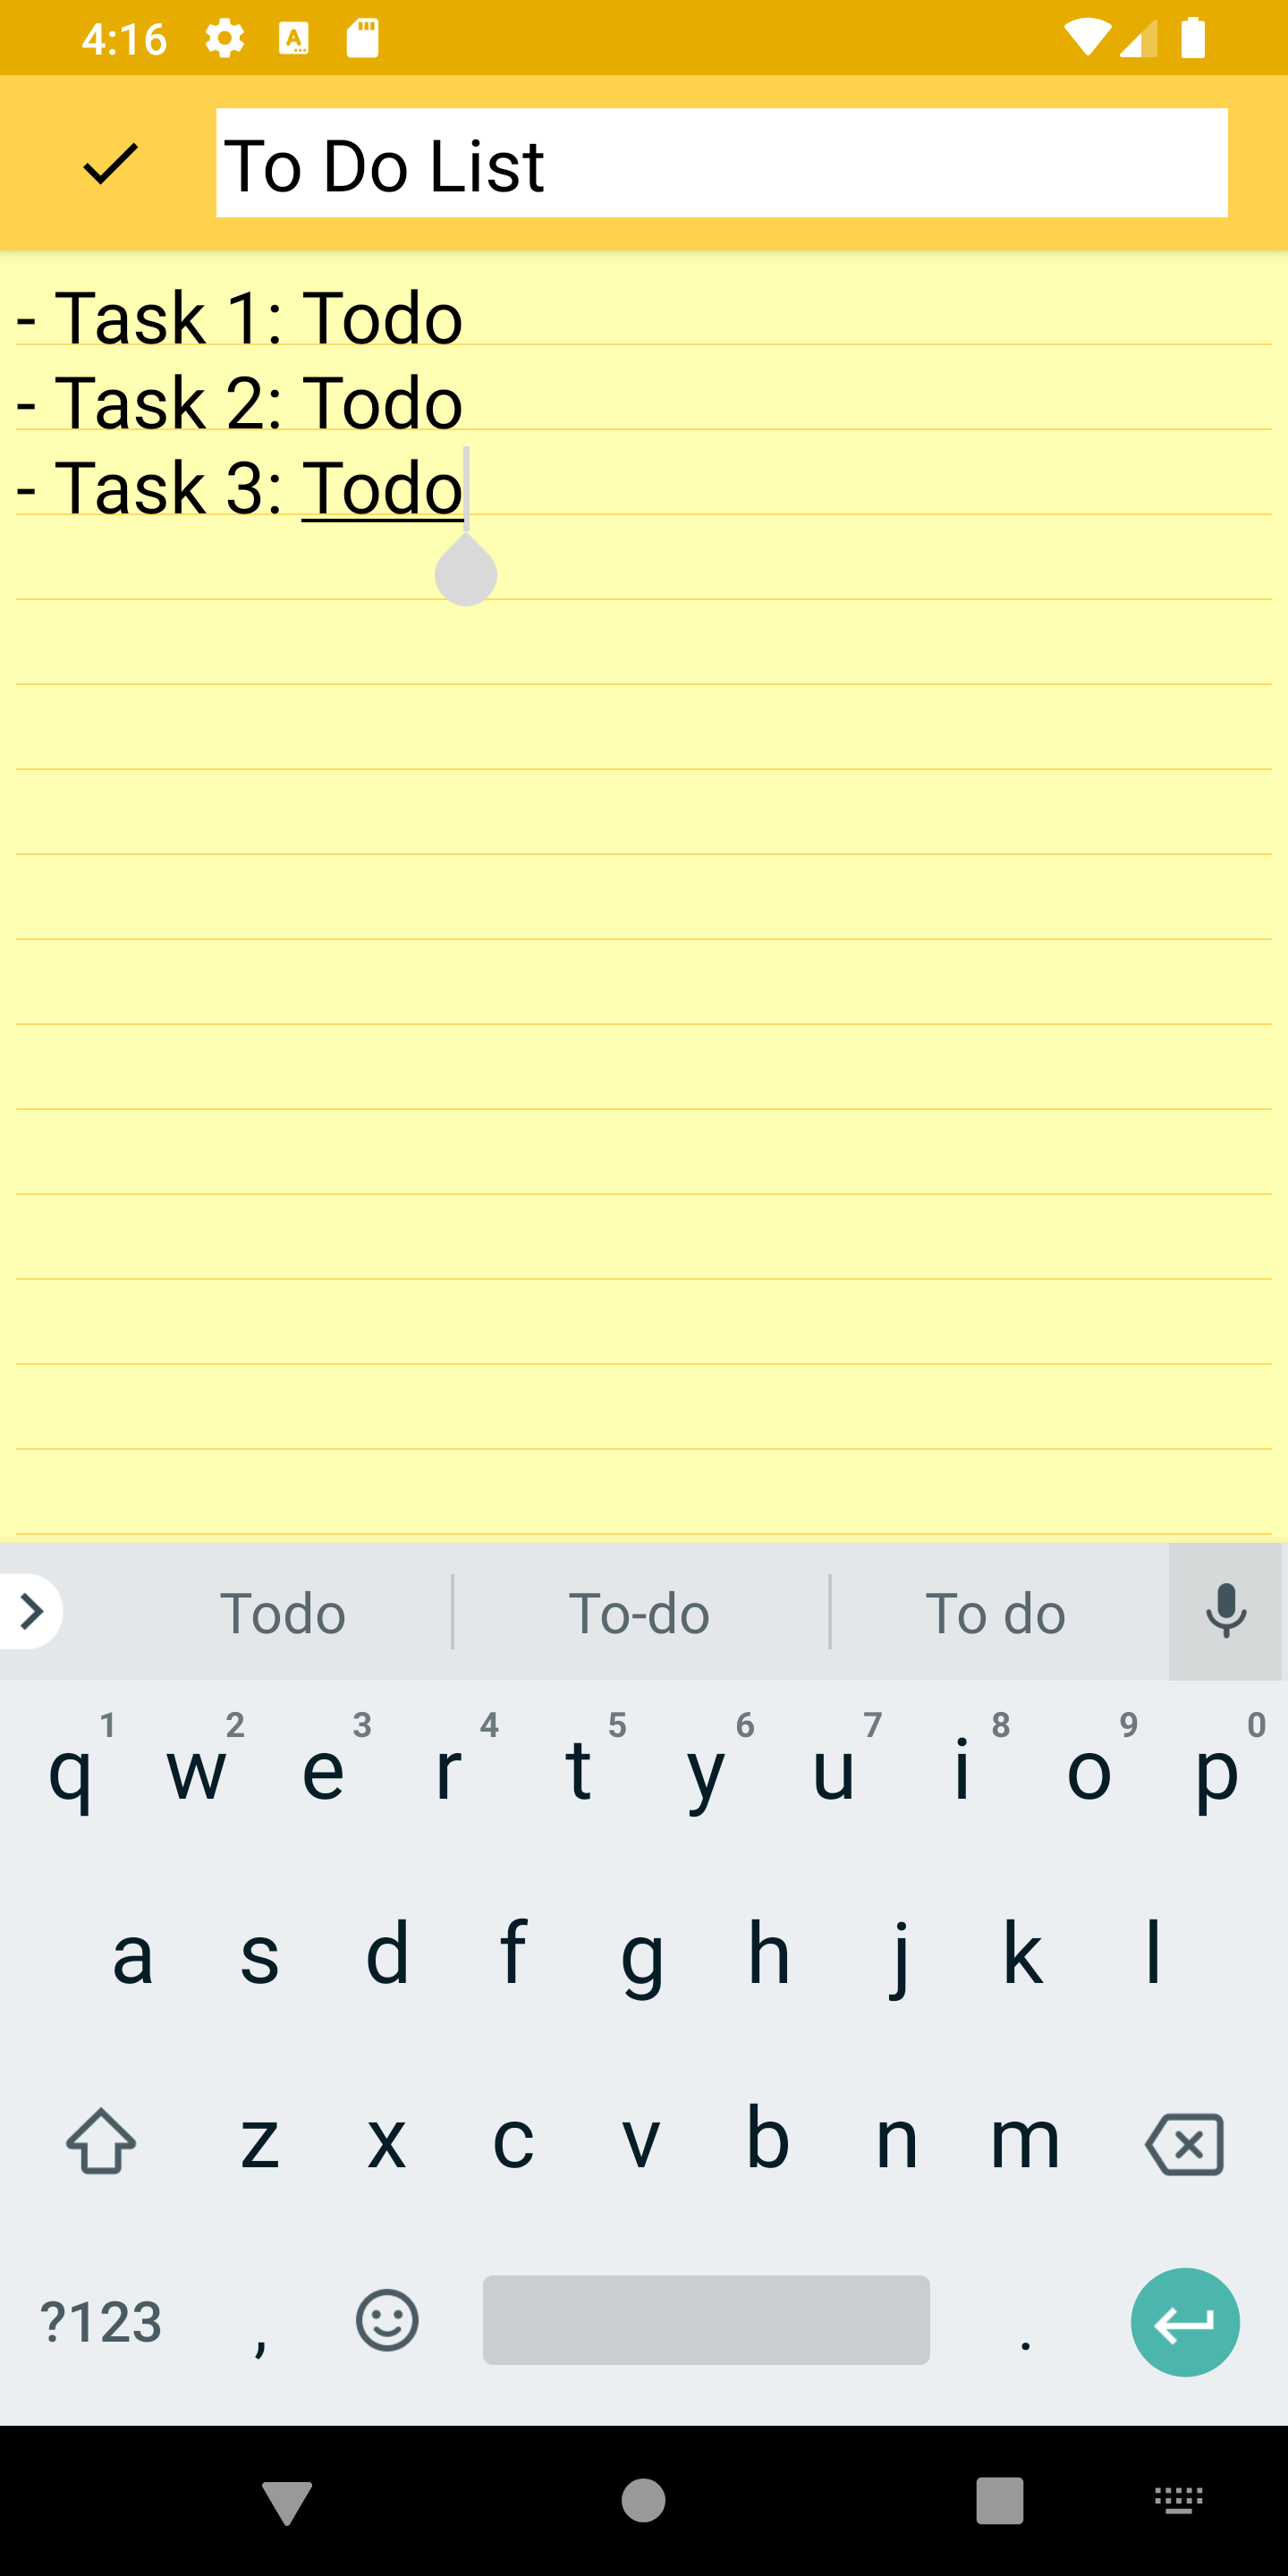 4:16
To Do List
- Task 1: Todo
- Task 2: Todo
- Task 3: Todo
Todo To-do To do
1 2 3 4 5 6 7 8 9 0
q w e r t y u i o p
a s d f g h j k l
z x c v b n m
?123 , .